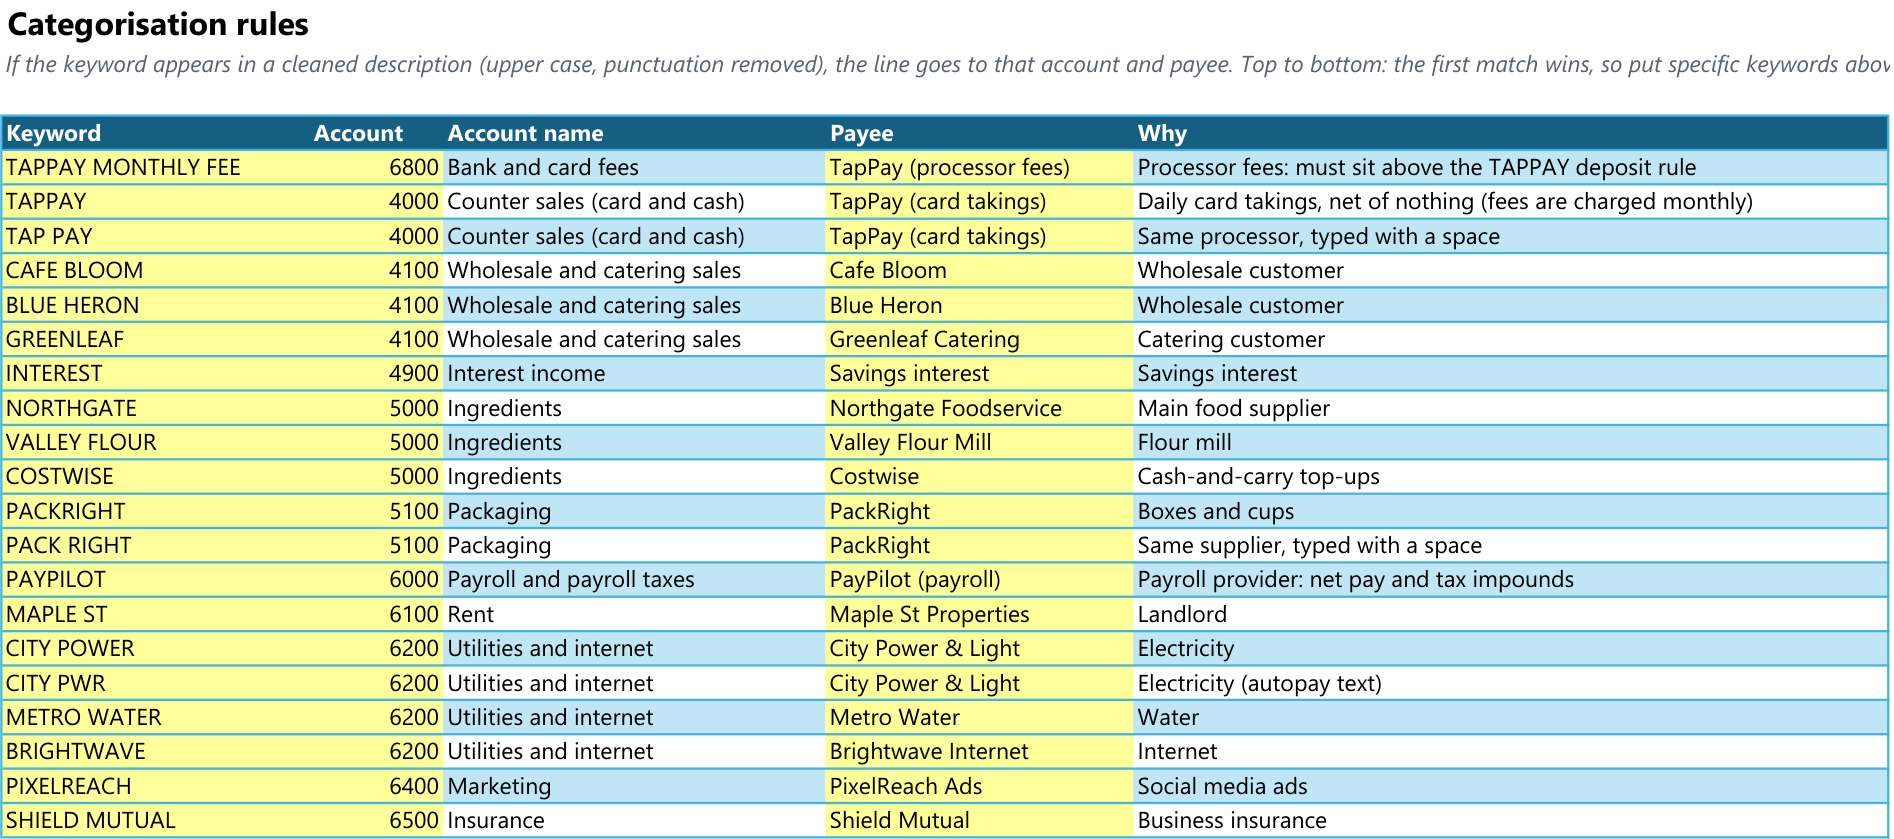 Categorisation rules
If the keyword appears in a cleaned description (upper case, punctuation removed), the line goes to that account and payee. Top to bottom: the first match wins, so put specific keywords
Keyword Account Account name Payee Why
TAPPAY MONTHLY FEE 6800 Bank and card fees TapPay (processor fees) Processor fees: must sit above the TAPPAY deposit rule
TAPPAY 4000 Counter sales (card and cash) TapPay (card takings) Daily card takings, net of nothing (fees are charged monthly)
TAP PAY 4000 Counter sales (card and cash) TapPay (card takings) Same processor, typed with a space
CAFE BLOOM 4100 Wholesale and catering sales Cafe Bloom Wholesale customer
BLUE HERON 4100 Wholesale and catering sales Blue Heron Wholesale customer
GREENLEAF 4100 Wholesale and catering sales Greenleaf Catering Catering customer
INTEREST 4900 Interest income Savings interest Savings interest
NORTHGATE 5000 Ingredients Northgate Foodservice Main food supplier
VALLEY FLOUR 5000 Ingredients Valley Flour Mill Flour mill
COSTWISE 5000 Ingredients Costwise Cash-and-carry top-ups
PACKRIGHT 5100 Packaging PackRight Boxes and cups
PACK RIGHT 5100 Packaging PackRight Same supplier, typed with a space
PAYPILOT 6000 Payroll and payroll taxes PayPilot (payroll) Payroll provider: net pay and tax impounds
MAPLE ST 6100 Rent Maple St Properties Landlord
CITY POWER 6200 Utilities and internet City Power & Light Electricity
CITY PWR 6200 Utilities and internet City Power & Light Electricity (autopay text)
METRO WATER 6200 Utilities and internet Metro Water Water
BRIGHTWAVE 6200 Utilities and internet Brightwave Internet Internet
PIXELREACH 6400 Marketing PixelReach Ads Social media ads
SHIELD MUTUAL 6500 Insurance Shield Mutual Business insurance